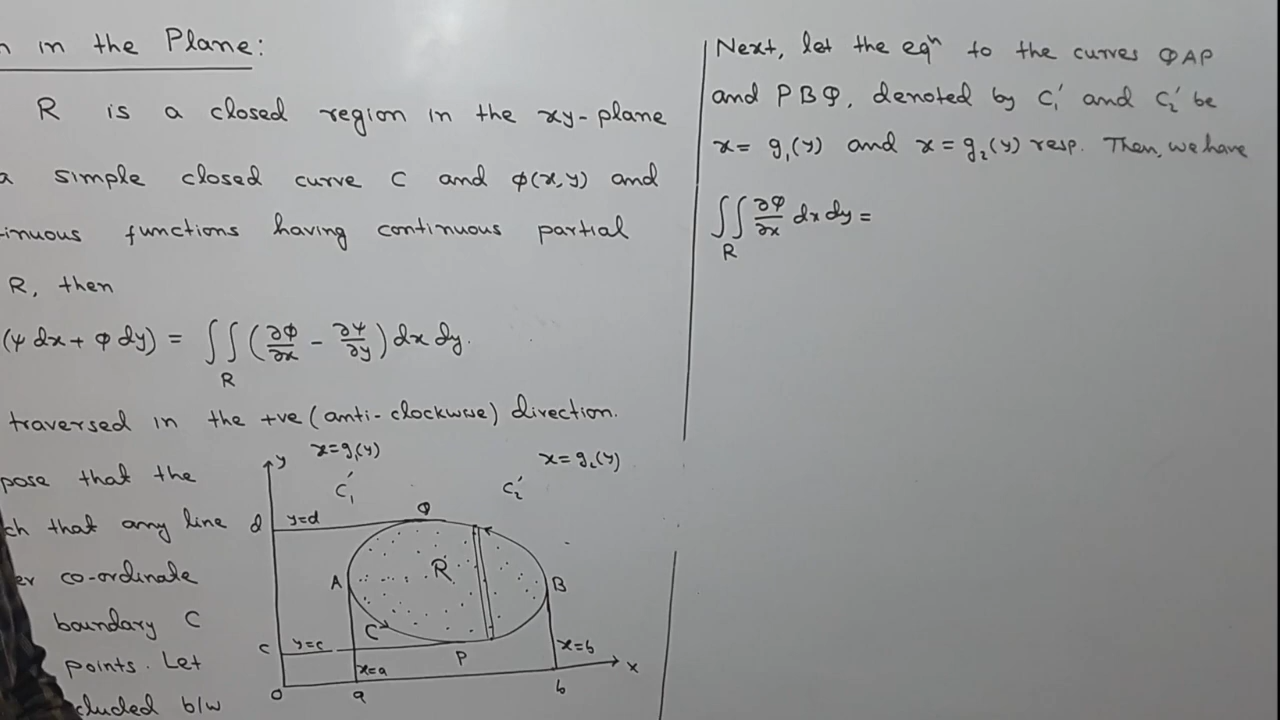 n in the Plane:
R is a closed region in the xy-plane
a simple closed curve C and ϕ(x,y) and
inuous functions having continuous partial
R, then
(ψ dx + ϕ dy) = ∬_R (∂ϕ/∂x - ∂ψ/∂y) dx dy.
traversed in the +ve (anti-clockwise) direction.
pose that the
ch that any line
er co-ordinate
boundary C
points. Let
cluded b/w
y
x=g₁(y)
x=g₂(y)
C₁′
C₂′
d
y=d
Q
A
R
B
C
c
y=c
P
x=a
x=b
x
O
a
b
Next, let the eqⁿ to the curves QAP
and PBQ, denoted by C₁′ and C₂′ be
x= g₁(y) and x=g₂(y) resp. Then, we have
∬_R ∂ϕ/∂x dx dy =